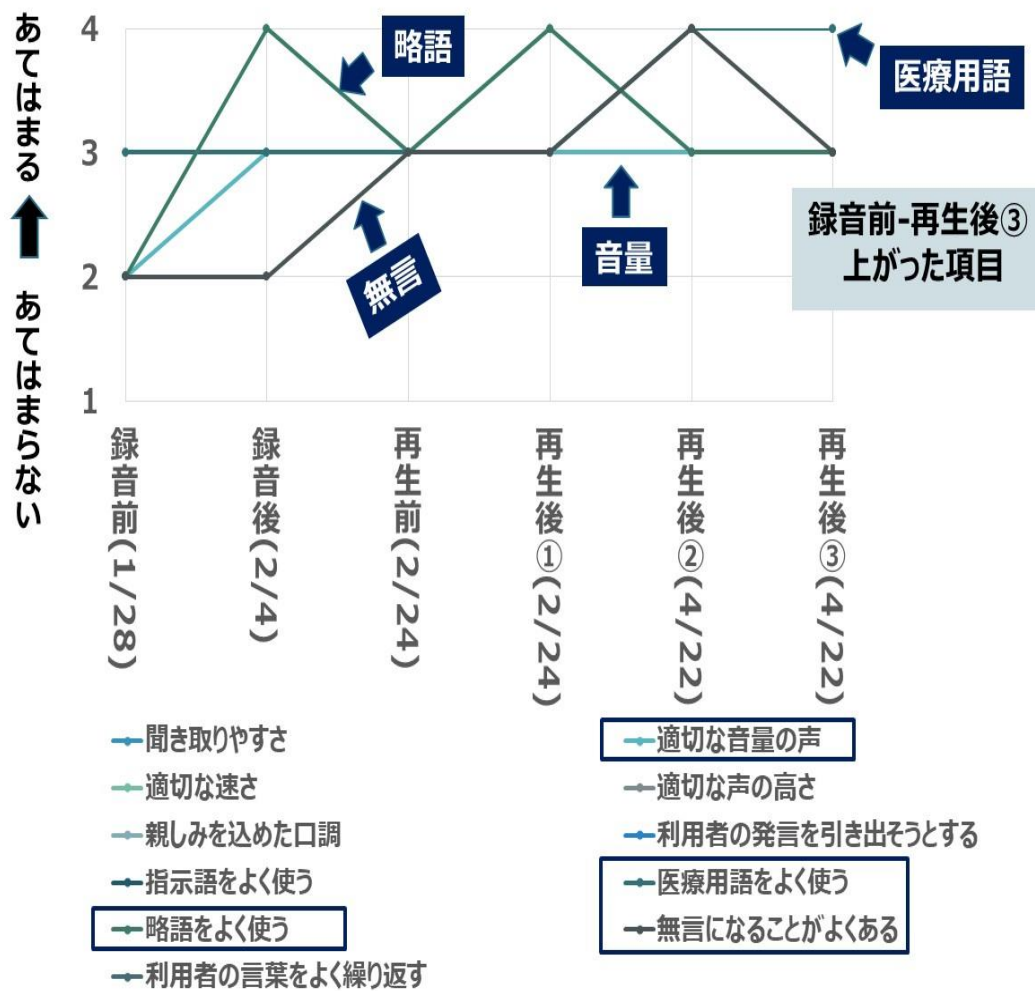 あてはまる
あてはまらない
4
3
2
1
略語
無言
音量
医療用語
録音前-再生後③
上がった項目
録音前(1/28)
録音後(2/4)
再生前(2/24)
再生後①(2/24)
再生後②(4/22)
再生後③(4/22)
聞き取りやすさ
適切な速さ
親しみを込めた口調
指示語をよく使う
略語をよく使う
利用者の言葉をよく繰り返す
適切な音量の声
適切な声の高さ
利用者の発言を引き出そうとする
医療用語をよく使う
無言になることがよくある